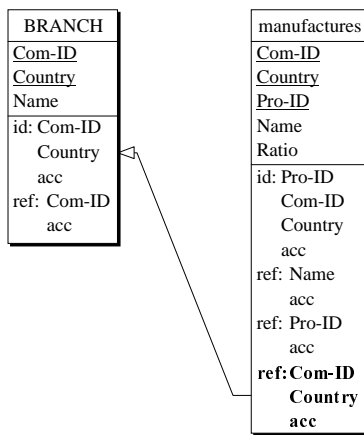 BRANCH
Com-ID
Country
Name
id: Com-ID
Country
acc
ref: Com-ID
acc
manufactures
Com-ID
Country
Pro-ID
Name
Ratio
id: Pro-ID
Com-ID
Country
acc
ref: Name
acc
ref: Pro-ID
acc
ref:Com-ID
Country
acc